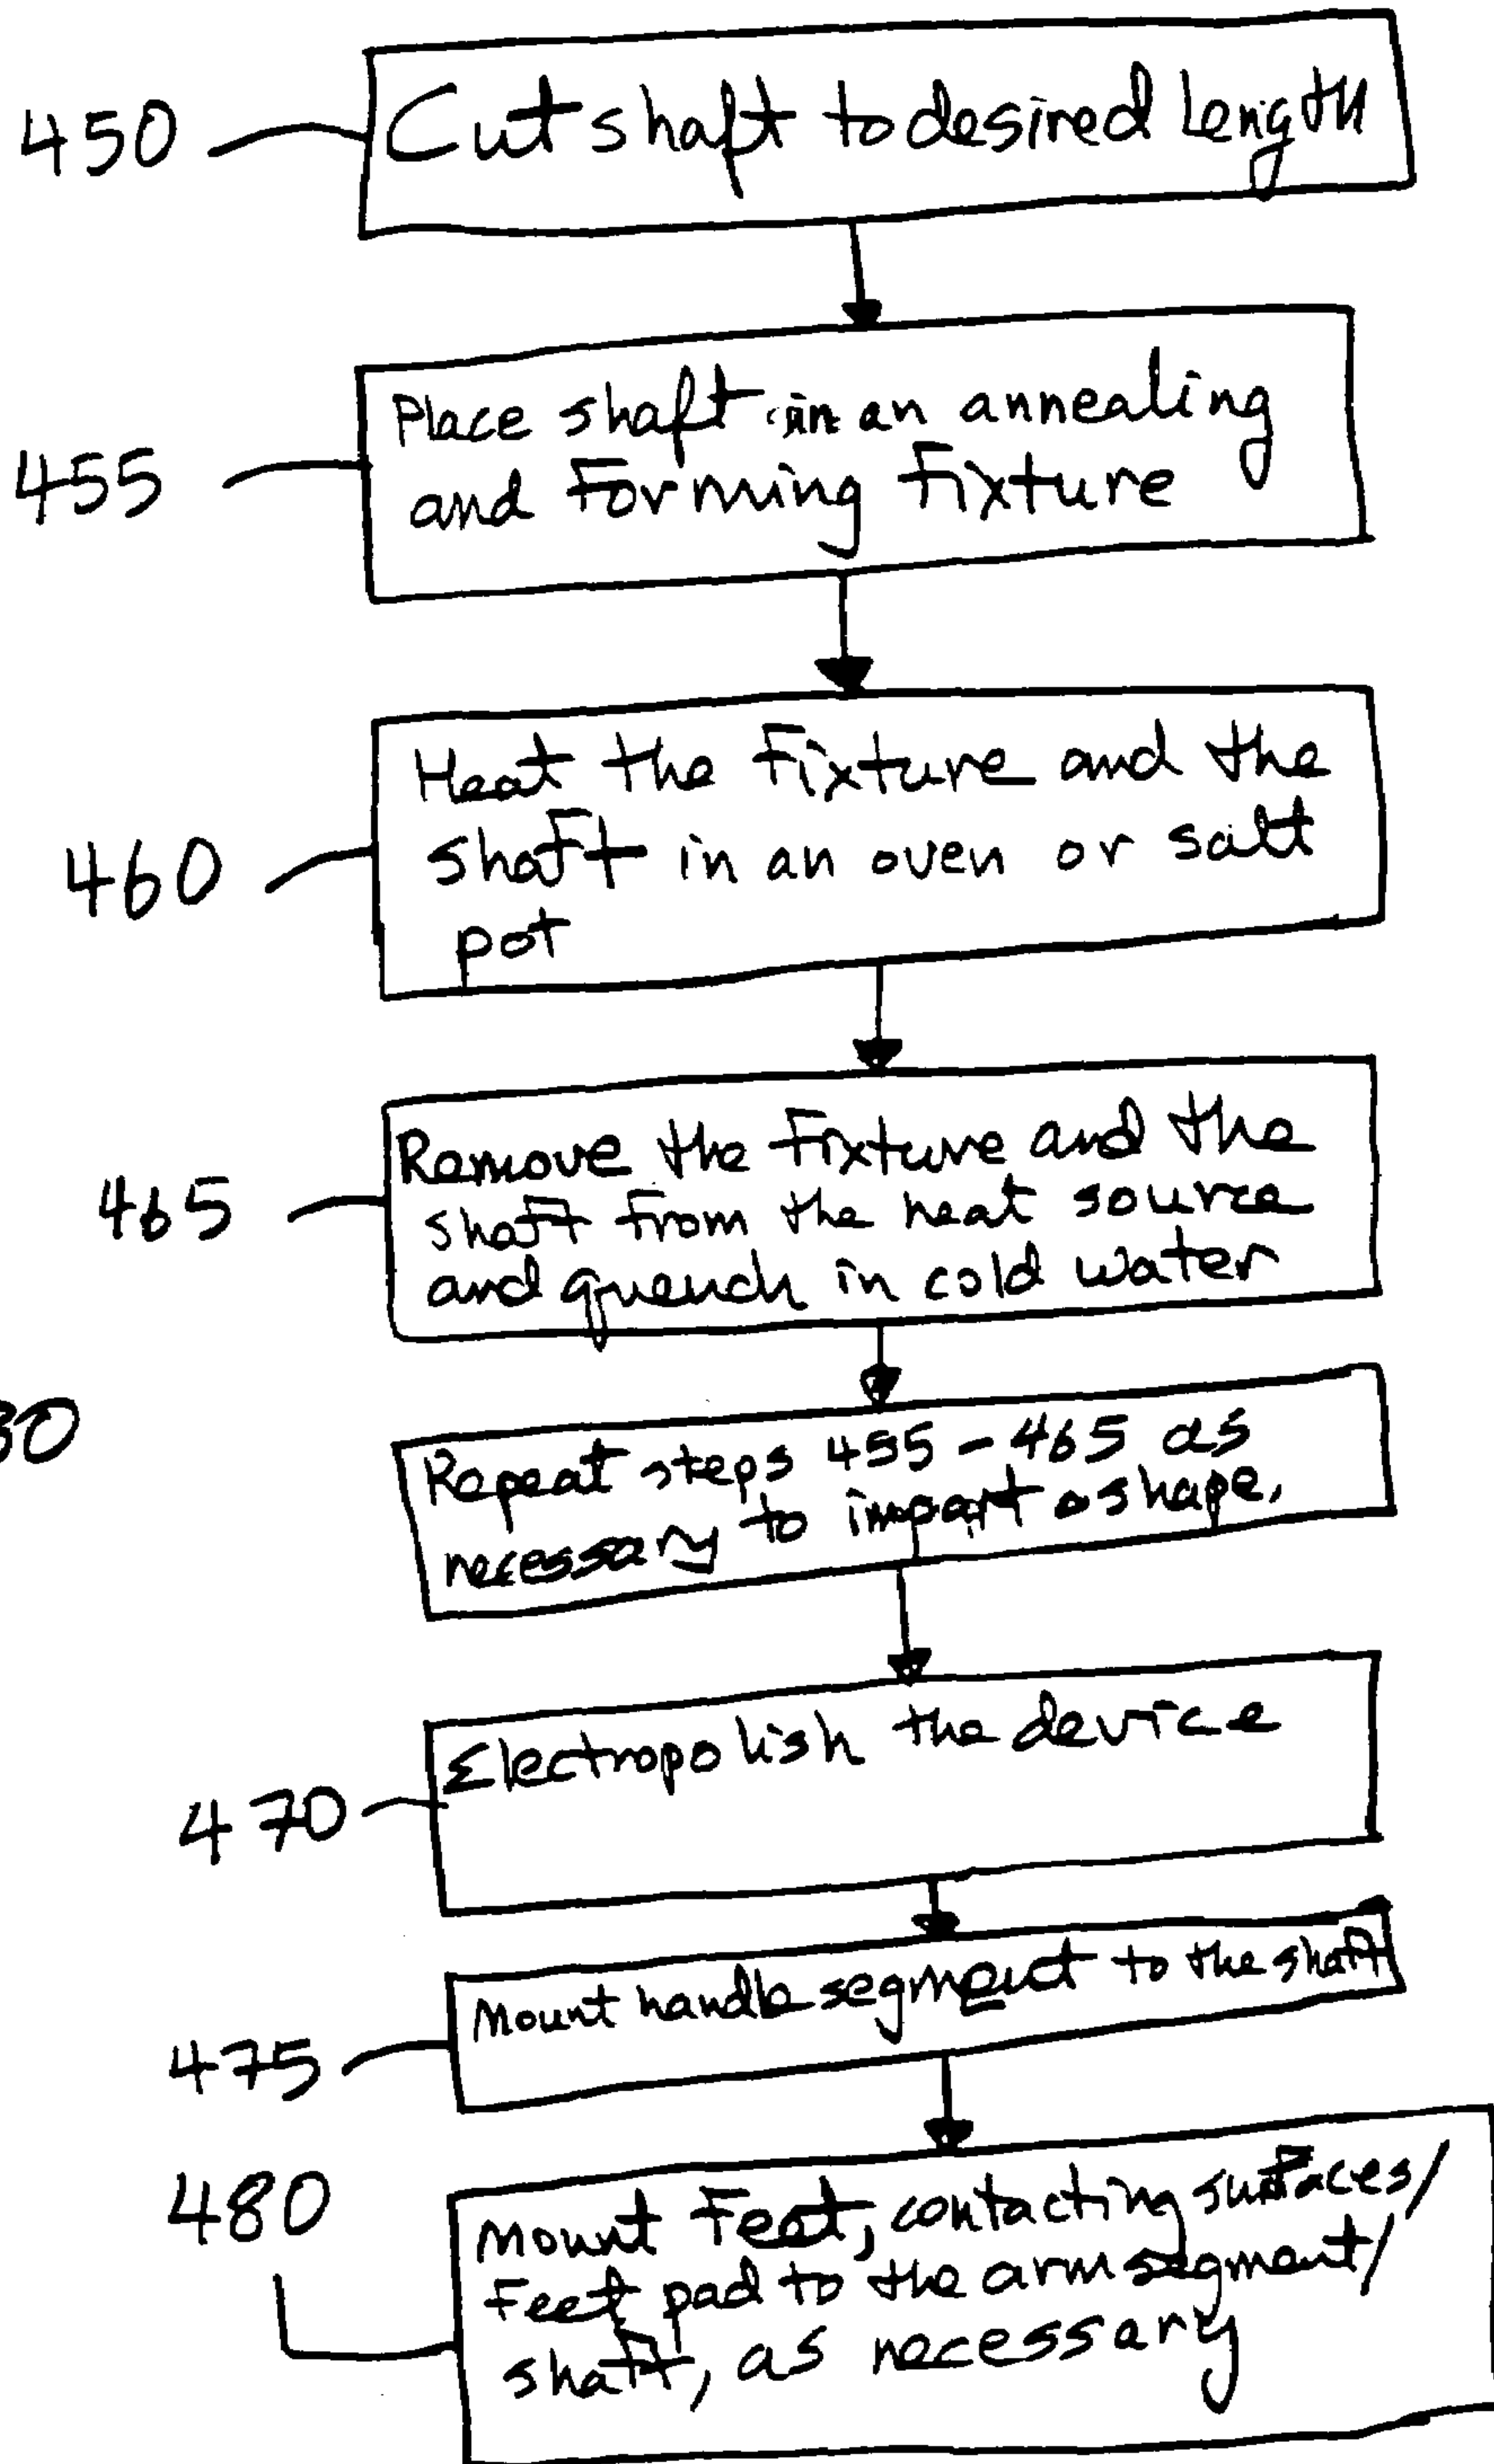 450
Cut shaft to desired length
455
Place shaft in an annealing
and Forming Fixture
460
Heat the Fixture and the
shaft in an oven or salt
pot
465
Remove the Fixture and the
shaft from the heat source
and quench in cold water
30
Repeat steps 455 - 465 as
necessary to impart a shape.
470
Electropolish the device
475
Mount handle segment to the shaft
480
Mount Feet, contacting surfaces/
Feet pad to the arm segment/
shaft, as necessary